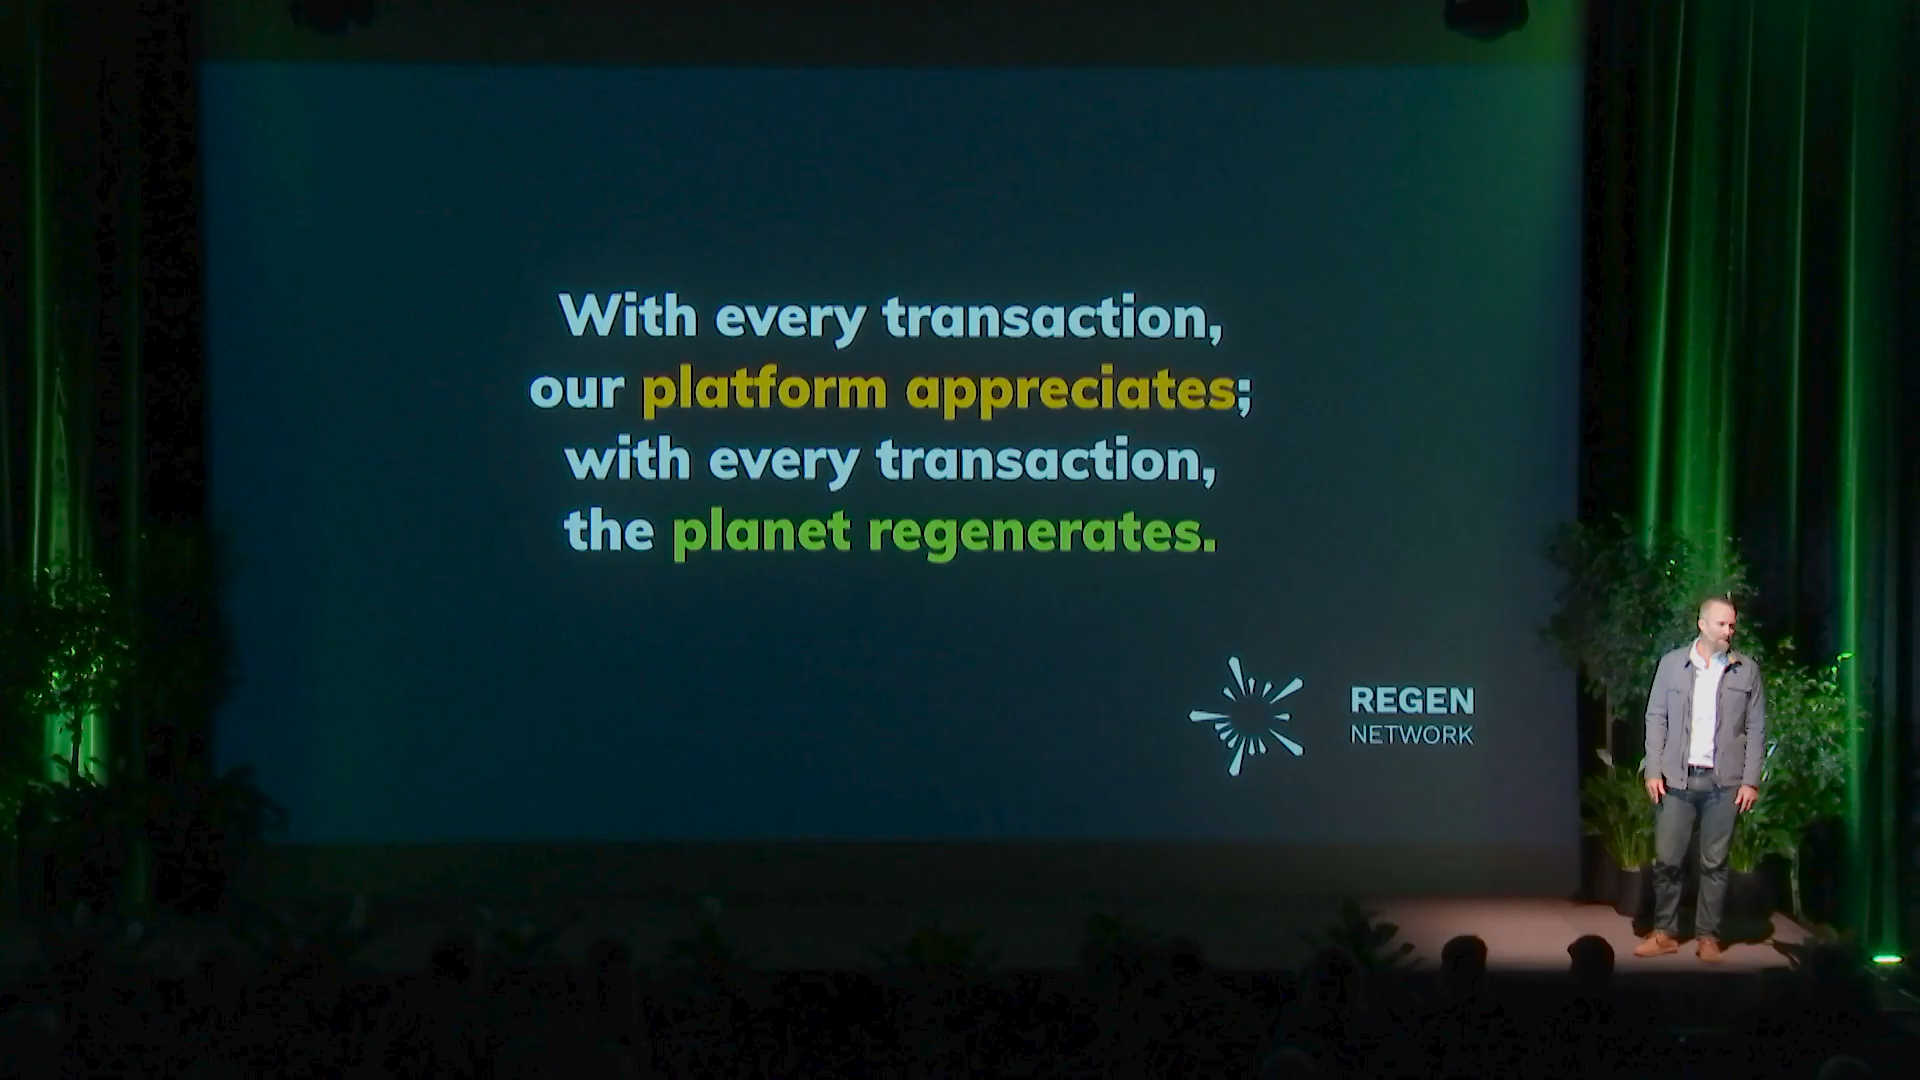 With every transaction,
our platform appreciates;
with every transaction,
the planet regenerates.
REGEN
NETWORK